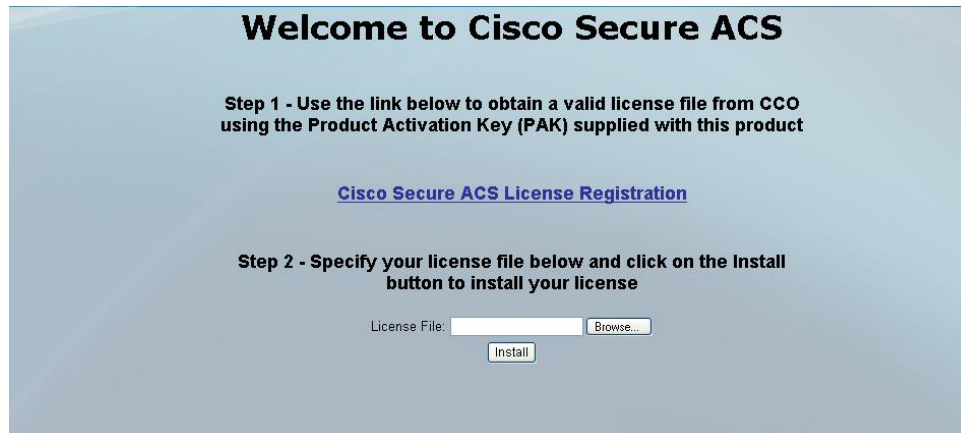 Welcome to Cisco Secure ACS
Step 1 - Use the link below to obtain a valid license file from CCO
using the Product Activation Key (PAK) supplied with this product
Cisco Secure ACS License Registration
Step 2 - Specify your license file below and click on the Install
button to install your license
License File: Browse...
Install